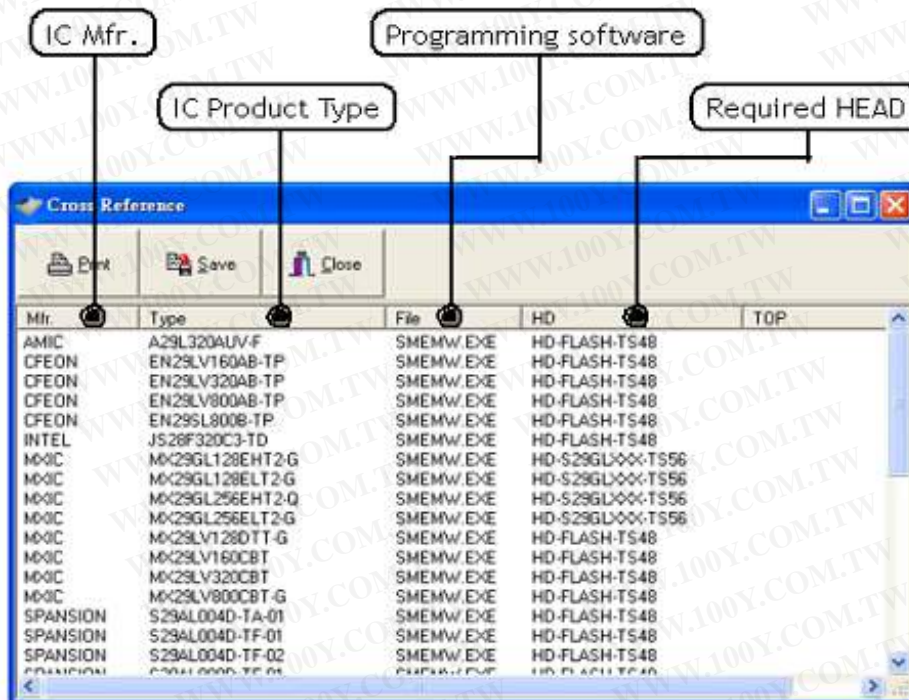 IC Mfr.
Programming software
IC Product Type
Required HEAD
Cross Reference
Print Save Close
Mfr. Type File HD TOP
AMIC A29L320AUV-F SMEMW.EXE HD-FLASH-TS48
CFEON EN29LV160AB-TP SMEMW.EXE HD-FLASH-TS48
CFEON EN29LV320AB-TP SMEMW.EXE HD-FLASH-TS48
CFEON EN29LV800AB-TP SMEMW.EXE HD-FLASH-TS48
CFEON EN29SL800B-TP SMEMW.EXE HD-FLASH-TS48
INTEL JS28F320C3-TD SMEMW.EXE HD-FLASH-TS48
MXIC MX29GL128EHT2-G SMEMW.EXE HD-S29GLXXX-TS56
MXIC MX29GL128ELT2-G SMEMW.EXE HD-S29GLXXX-TS56
MXIC MX29GL256EHT2-Q SMEMW.EXE HD-S29GLXXX-TS56
MXIC MX29GL256ELT2-G SMEMW.EXE HD-S29GLXXX-TS56
MXIC MX29LV128DTT-G SMEMW.EXE HD-FLASH-TS48
MXIC MX29LV160CBT SMEMW.EXE HD-FLASH-TS48
MXIC MX29LV320CBT SMEMW.EXE HD-FLASH-TS48
MXIC MX29LV800CBT-G SMEMW.EXE HD-FLASH-TS48
SPANSION S29AL004D-TA-01 SMEMW.EXE HD-FLASH-TS48
SPANSION S29AL004D-TF-01 SMEMW.EXE HD-FLASH-TS48
SPANSION S29AL004D-TF-02 SMEMW.EXE HD-FLASH-TS48
WWW.100Y.COM.TW